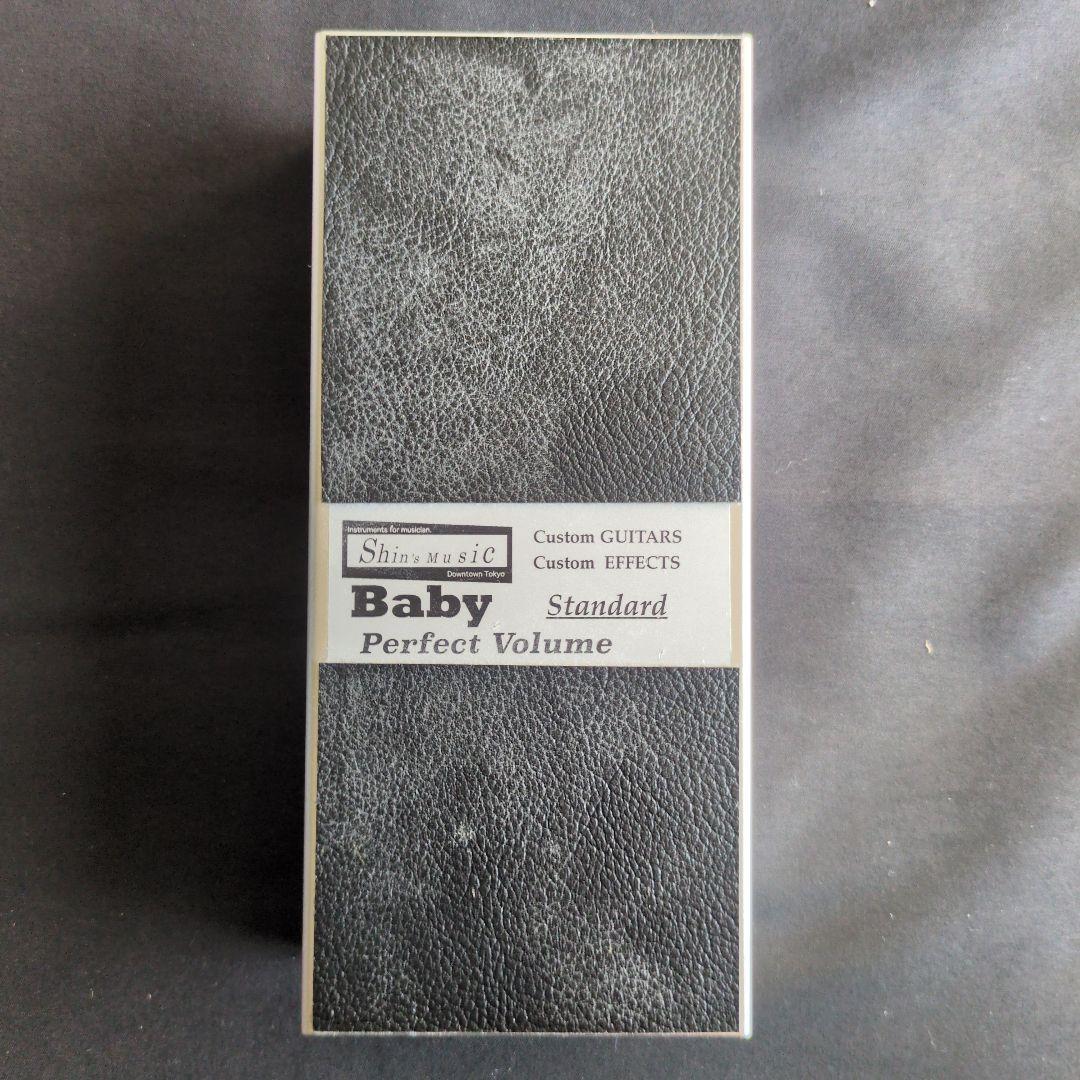 Instruments for musician.
Shin's Music
Downtown Tokyo
Custom GUITARS
Custom EFFECTS
Baby Standard
Perfect Volume